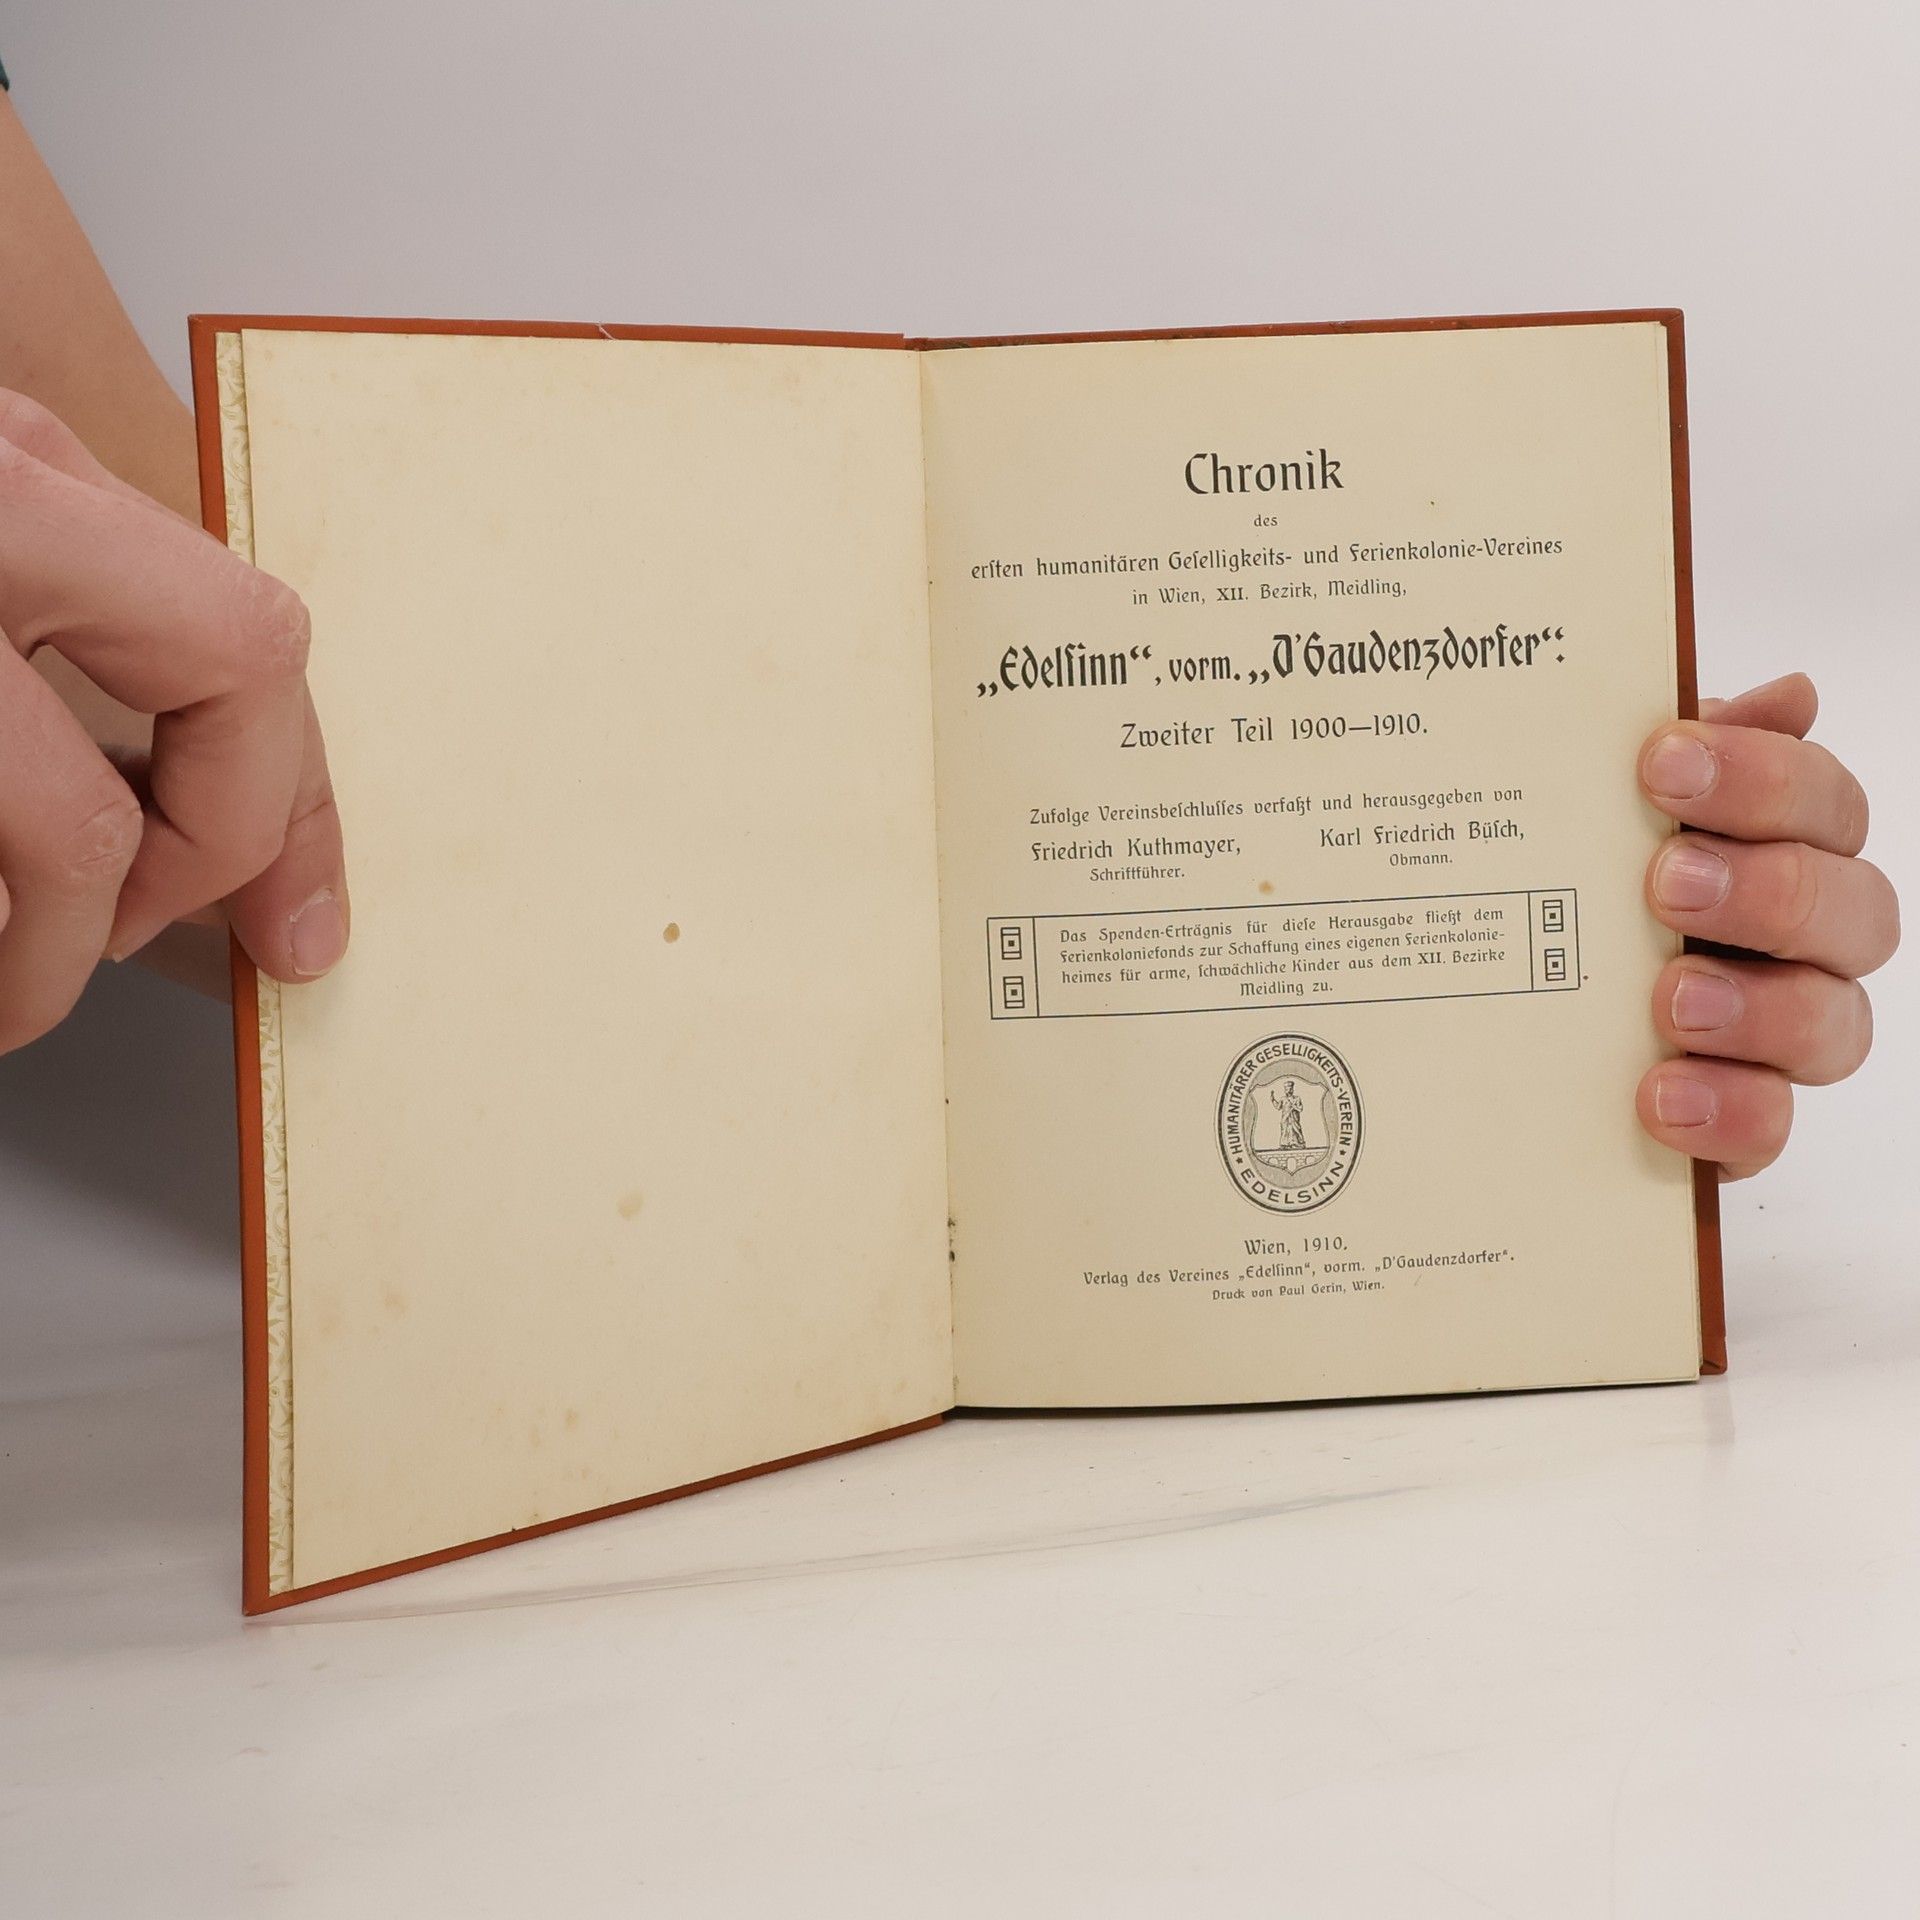 Chronik
des
erſten humanitären Geſelligkeits- und Ferienkolonie-Vereines
in Wien, XII. Bezirk, Meidling,
„Edelſinn“, vorm. „D'Gaudenzdorfer“.
Zweiter Teil 1900—1910.
Zufolge Vereinsbeſchluſſes verfaßt und herausgegeben von
Friedrich Kuthmayer, Karl Friedrich Büſch,
Schriftführer. Obmann.
Das Spenden-Erträgnis für dieſe Herausgabe fließt dem
Ferienkoloniefonds zur Schaffung eines eigenen Ferienkolonie-
heimes für arme, ſchwächliche Kinder aus dem XII. Bezirke
Meidling zu.
HUMANITÄRER GESELLIGKEITS-VEREIN
EDELSINN
Wien, 1910.
Verlag des Vereines „Edelſinn“, vorm. „D'Gaudenzdorfer“.
Druck von Paul Gerin, Wien.